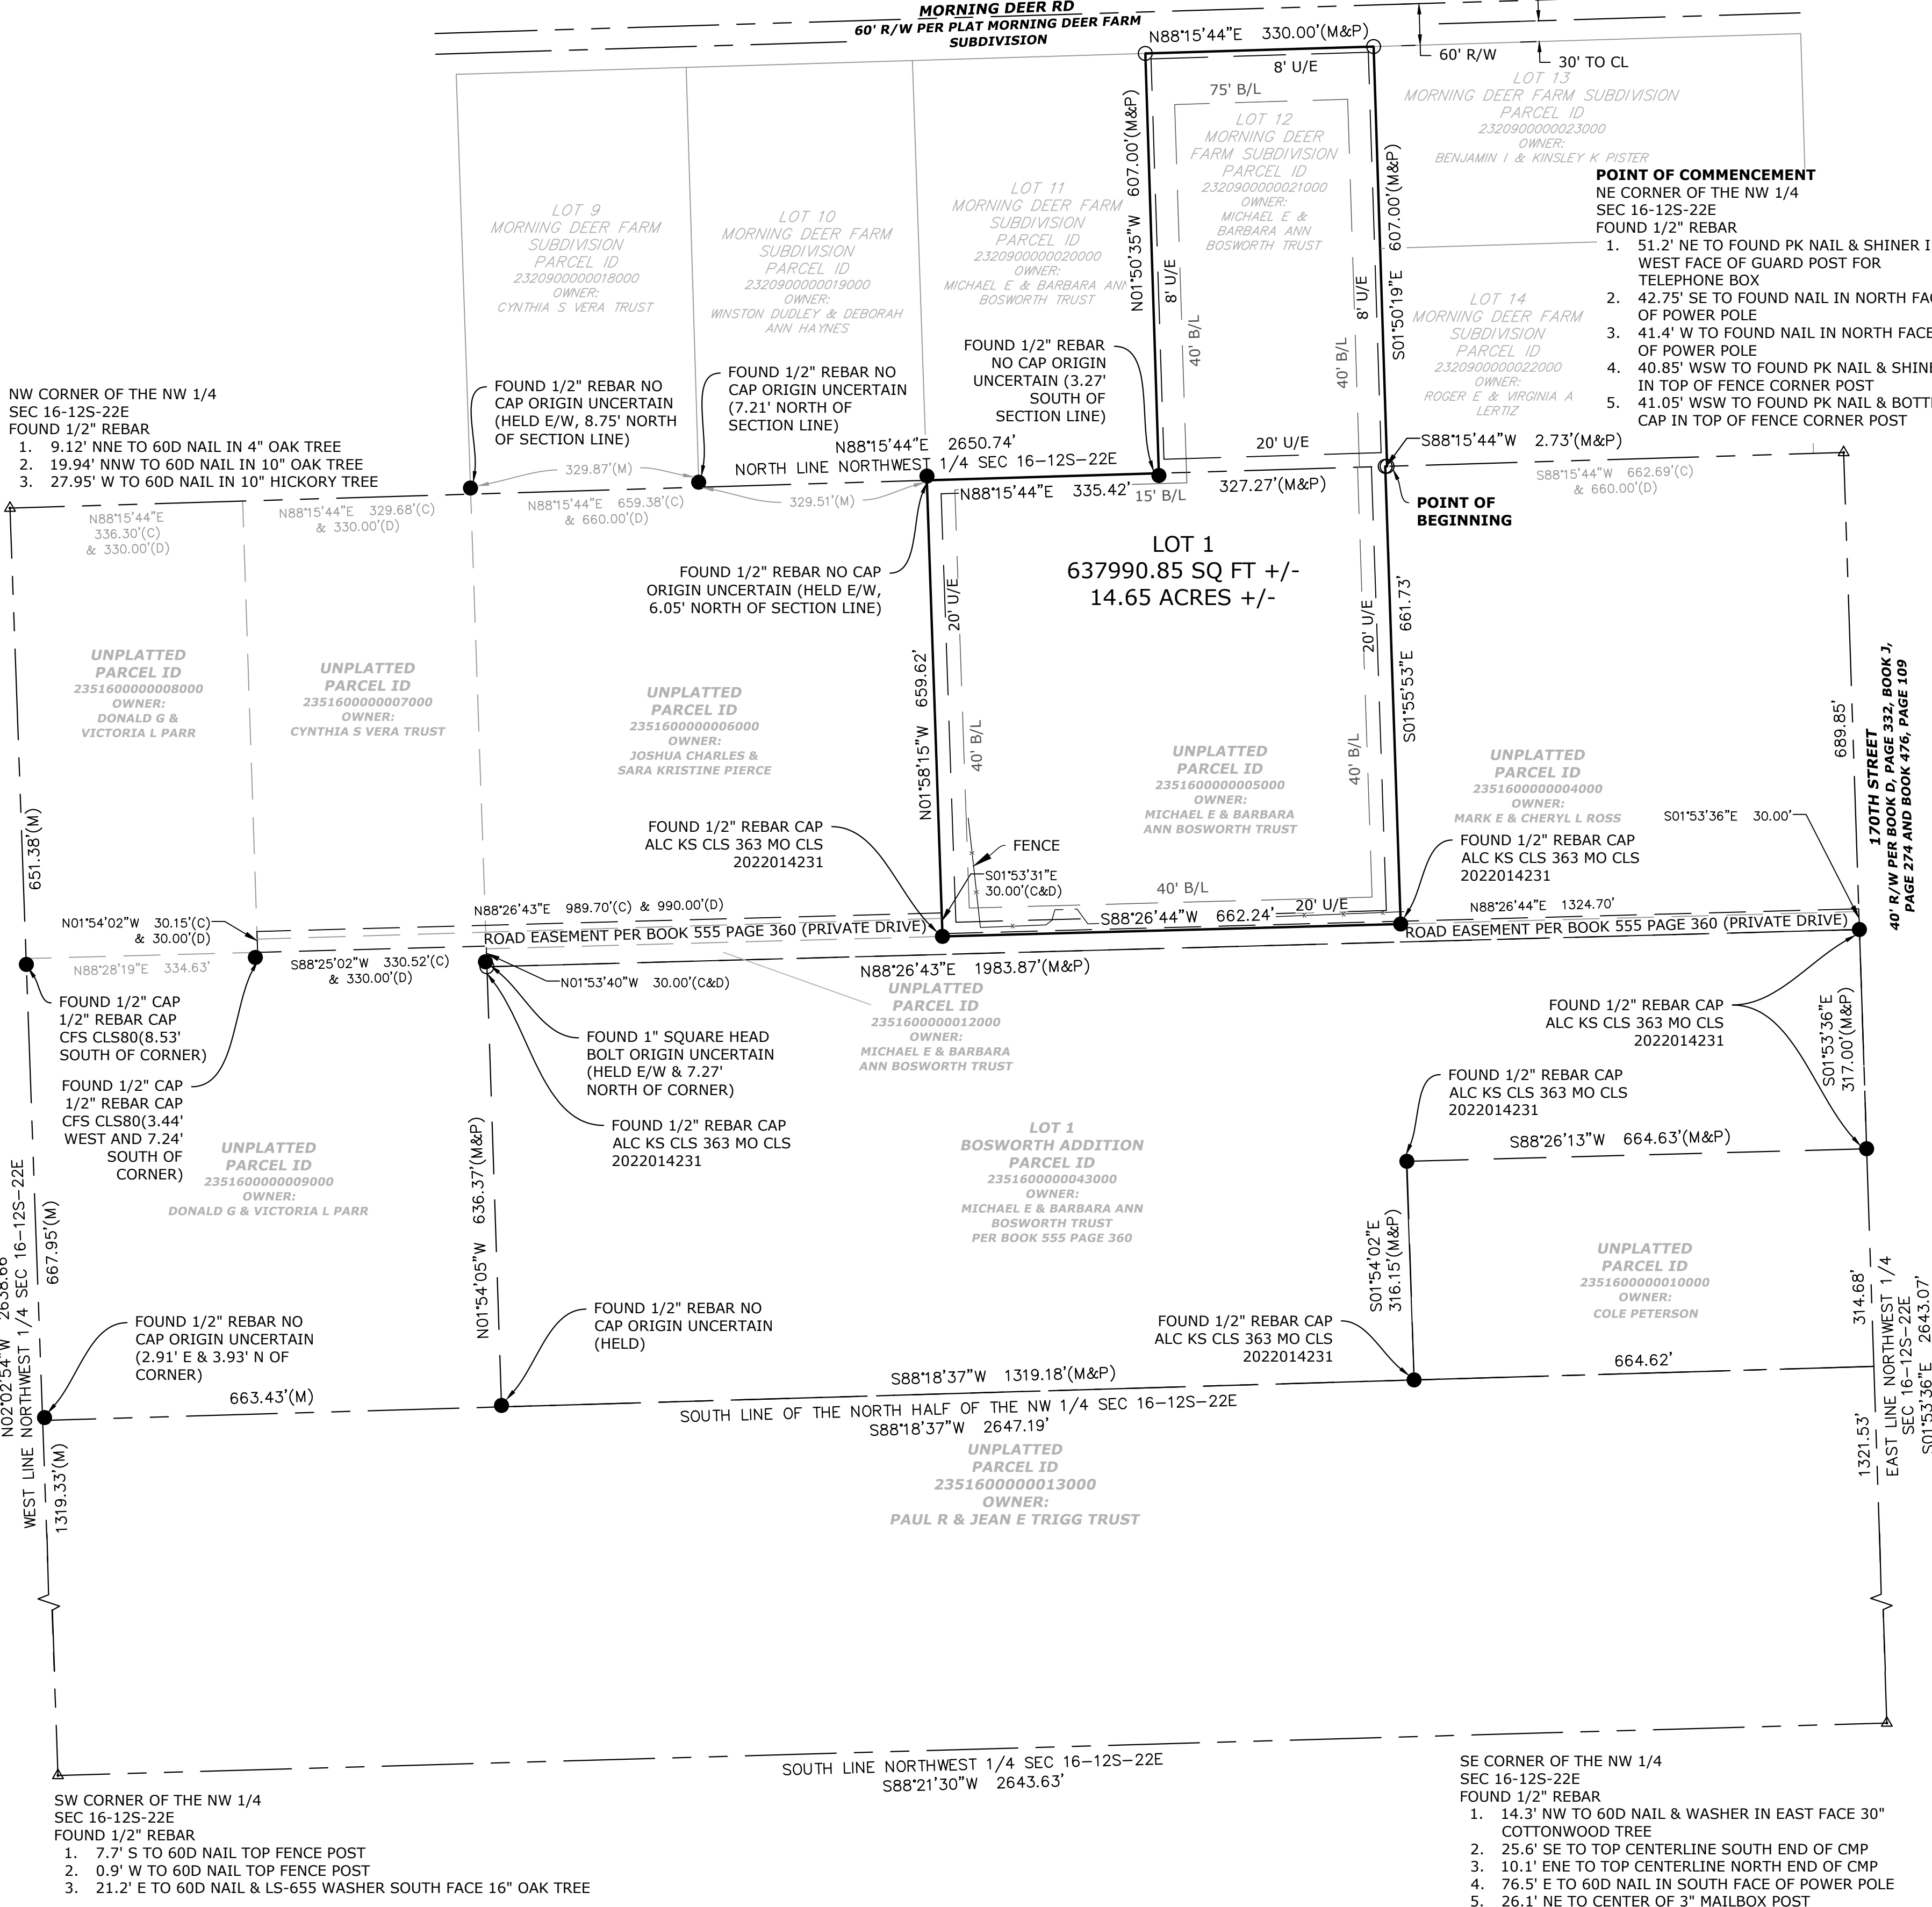 MORNING DEER RD
60' R/W PER PLAT MORNING DEER FARM
SUBDIVISION
N88°15'44"E 330.00'(M&P)
60' R/W
30' TO CL
8' U/E
75' B/L
N01°50'35"W 607.00'(M&P)
S01°50'19"E 607.00'(M&P)
8' U/E
8' U/E
40' B/L
40' B/L
20' U/E
LOT 9
MORNING DEER FARM
SUBDIVISION
PARCEL ID
2320900000018000
OWNER:
CYNTHIA S VERA TRUST
LOT 10
MORNING DEER FARM
SUBDIVISION
PARCEL ID
2320900000019000
OWNER:
WINSTON DUDLEY & DEBORAH
ANN HAYNES
LOT 11
MORNING DEER FARM
SUBDIVISION
PARCEL ID
2320900000020000
OWNER:
MICHAEL E & BARBARA ANN
BOSWORTH TRUST
LOT 12
MORNING DEER
FARM SUBDIVISION
PARCEL ID
2320900000021000
OWNER:
MICHAEL E &
BARBARA ANN
BOSWORTH TRUST
LOT 13
MORNING DEER FARM SUBDIVISION
PARCEL ID
2320900000023000
OWNER:
BENJAMIN I & KINSLEY K PISTER
LOT 14
MORNING DEER FARM
SUBDIVISION
PARCEL ID
2320900000022000
OWNER:
ROGER E & VIRGINIA A
LERTIZ
POINT OF COMMENCEMENT
NE CORNER OF THE NW 1/4
SEC 16-12S-22E
FOUND 1/2" REBAR
1. 51.2' NE TO FOUND PK NAIL & SHINER I
WEST FACE OF GUARD POST FOR
TELEPHONE BOX
2. 42.75' SE TO FOUND NAIL IN NORTH FA
OF POWER POLE
3. 41.4' W TO FOUND NAIL IN NORTH FACE
OF POWER POLE
4. 40.85' WSW TO FOUND PK NAIL & SHINE
IN TOP OF FENCE CORNER POST
5. 41.05' WSW TO FOUND PK NAIL & BOTT
CAP IN TOP OF FENCE CORNER POST
NW CORNER OF THE NW 1/4
SEC 16-12S-22E
FOUND 1/2" REBAR
1. 9.12' NNE TO 60D NAIL IN 4" OAK TREE
2. 19.94' NNW TO 60D NAIL IN 10" OAK TREE
3. 27.95' W TO 60D NAIL IN 10" HICKORY TREE
FOUND 1/2" REBAR NO
CAP ORIGIN UNCERTAIN
(HELD E/W, 8.75' NORTH
OF SECTION LINE)
FOUND 1/2" REBAR NO
CAP ORIGIN UNCERTAIN
(7.21' NORTH OF
SECTION LINE)
FOUND 1/2" REBAR
NO CAP ORIGIN
UNCERTAIN (3.27'
SOUTH OF
SECTION LINE)
N88°15'44"E 2650.74'
NORTH LINE NORTHWEST 1/4 SEC 16-12S-22E
329.87'(M)
329.51'(M)
N88°15'44"E 335.42'
15' B/L
327.27'(M&P)
S88°15'44"W 2.73'(M&P)
S88°15'44"W 662.69'(C)
& 660.00'(D)
POINT OF
BEGINNING
N88°15'44"E
336.30'(C)
& 330.00'(D)
N88°15'44"E 329.68'(C)
& 330.00'(D)
N88°15'44"E 659.38'(C)
& 660.00'(D)
LOT 1
637990.85 SQ FT +/-
14.65 ACRES +/-
FOUND 1/2" REBAR NO CAP
ORIGIN UNCERTAIN (HELD E/W,
6.05' NORTH OF SECTION LINE)
20' U/E
20' U/E
S01°55'53"E 661.73'
N01°58'15"W 659.62'
40' B/L
40' B/L
UNPLATTED
PARCEL ID
2351600000008000
OWNER:
DONALD G &
VICTORIA L PARR
UNPLATTED
PARCEL ID
2351600000007000
OWNER:
CYNTHIA S VERA TRUST
UNPLATTED
PARCEL ID
2351600000006000
OWNER:
JOSHUA CHARLES &
SARA KRISTINE PIERCE
UNPLATTED
PARCEL ID
2351600000005000
OWNER:
MICHAEL E & BARBARA
ANN BOSWORTH TRUST
UNPLATTED
PARCEL ID
2351600000004000
OWNER:
MARK E & CHERYL L ROSS
689.85'
170TH STREET
40' R/W PER BOOK D, PAGE 332, BOOK J,
PAGE 274 AND BOOK 476, PAGE 109
651.38'(M)
FOUND 1/2" REBAR CAP
ALC KS CLS 363 MO CLS
2022014231
FENCE
S01°53'31"E
30.00'(C&D)
FOUND 1/2" REBAR CAP
ALC KS CLS 363 MO CLS
2022014231
S01°53'36"E 30.00'
40' B/L
20' U/E
S88°26'44"W 662.24'
N88°26'44"E 1324.70'
N88°26'43"E 989.70'(C) & 990.00'(D)
ROAD EASEMENT PER BOOK 555 PAGE 360 (PRIVATE DRIVE)
ROAD EASEMENT PER BOOK 555 PAGE 360 (PRIVATE DRIVE)
N01°54'02"W 30.15'(C)
& 30.00'(D)
N88°28'19"E 334.63'
S88°25'02"W 330.52'(C)
& 330.00'(D)
N01°53'40"W 30.00'(C&D)
N88°26'43"E 1983.87'(M&P)
UNPLATTED
PARCEL ID
2351600000012000
OWNER:
MICHAEL E & BARBARA
ANN BOSWORTH TRUST
FOUND 1/2" CAP
1/2" REBAR CAP
CFS CLS80(8.53'
SOUTH OF CORNER)
FOUND 1/2" CAP
1/2" REBAR CAP
CFS CLS80(3.44'
WEST AND 7.24'
SOUTH OF
CORNER)
FOUND 1" SQUARE HEAD
BOLT ORIGIN UNCERTAIN
(HELD E/W & 7.27'
NORTH OF CORNER)
FOUND 1/2" REBAR CAP
ALC KS CLS 363 MO CLS
2022014231
FOUND 1/2" REBAR CAP
ALC KS CLS 363 MO CLS
2022014231
S01°53'36"E
317.00'(M&P)
FOUND 1/2" REBAR CAP
ALC KS CLS 363 MO CLS
2022014231
S88°26'13"W 664.63'(M&P)
UNPLATTED
PARCEL ID
2351600000009000
OWNER:
DONALD G & VICTORIA L PARR
N01°54'05"W 636.37'(M&P)
LOT 1
BOSWORTH ADDITION
PARCEL ID
2351600000043000
OWNER:
MICHAEL E & BARBARA ANN
BOSWORTH TRUST
PER BOOK 555 PAGE 360
S01°54'02"E
316.15'(M&P)
UNPLATTED
PARCEL ID
2351600000010000
OWNER:
COLE PETERSON
314.68'
N02°02'54"W 2638.66'
WEST LINE NORTHWEST 1/4 SEC 16-12S-22E
667.95'(M)
FOUND 1/2" REBAR NO
CAP ORIGIN UNCERTAIN
(2.91' E & 3.93' N OF
CORNER)
FOUND 1/2" REBAR NO
CAP ORIGIN UNCERTAIN
(HELD)
FOUND 1/2" REBAR CAP
ALC KS CLS 363 MO CLS
2022014231
663.43'(M)
S88°18'37"W 1319.18'(M&P)
664.62'
SOUTH LINE OF THE NORTH HALF OF THE NW 1/4 SEC 16-12S-22E
S88°18'37"W 2647.19'
1319.33'(M)
1321.53'
EAST LINE NORTHWEST 1/4
SEC 16-12S-22E
S01°53'36"E 2643.07'
UNPLATTED
PARCEL ID
2351600000013000
OWNER:
PAUL R & JEAN E TRIGG TRUST
SOUTH LINE NORTHWEST 1/4 SEC 16-12S-22E
S88°21'30"W 2643.63'
SW CORNER OF THE NW 1/4
SEC 16-12S-22E
FOUND 1/2" REBAR
1. 7.7' S TO 60D NAIL TOP FENCE POST
2. 0.9' W TO 60D NAIL TOP FENCE POST
3. 21.2' E TO 60D NAIL & LS-655 WASHER SOUTH FACE 16" OAK TREE
SE CORNER OF THE NW 1/4
SEC 16-12S-22E
FOUND 1/2" REBAR
1. 14.3' NW TO 60D NAIL & WASHER IN EAST FACE 30"
COTTONWOOD TREE
2. 25.6' SE TO TOP CENTERLINE SOUTH END OF CMP
3. 10.1' ENE TO TOP CENTERLINE NORTH END OF CMP
4. 76.5' E TO 60D NAIL IN SOUTH FACE OF POWER POLE
5. 26.1' NE TO CENTER OF 3" MAILBOX POST